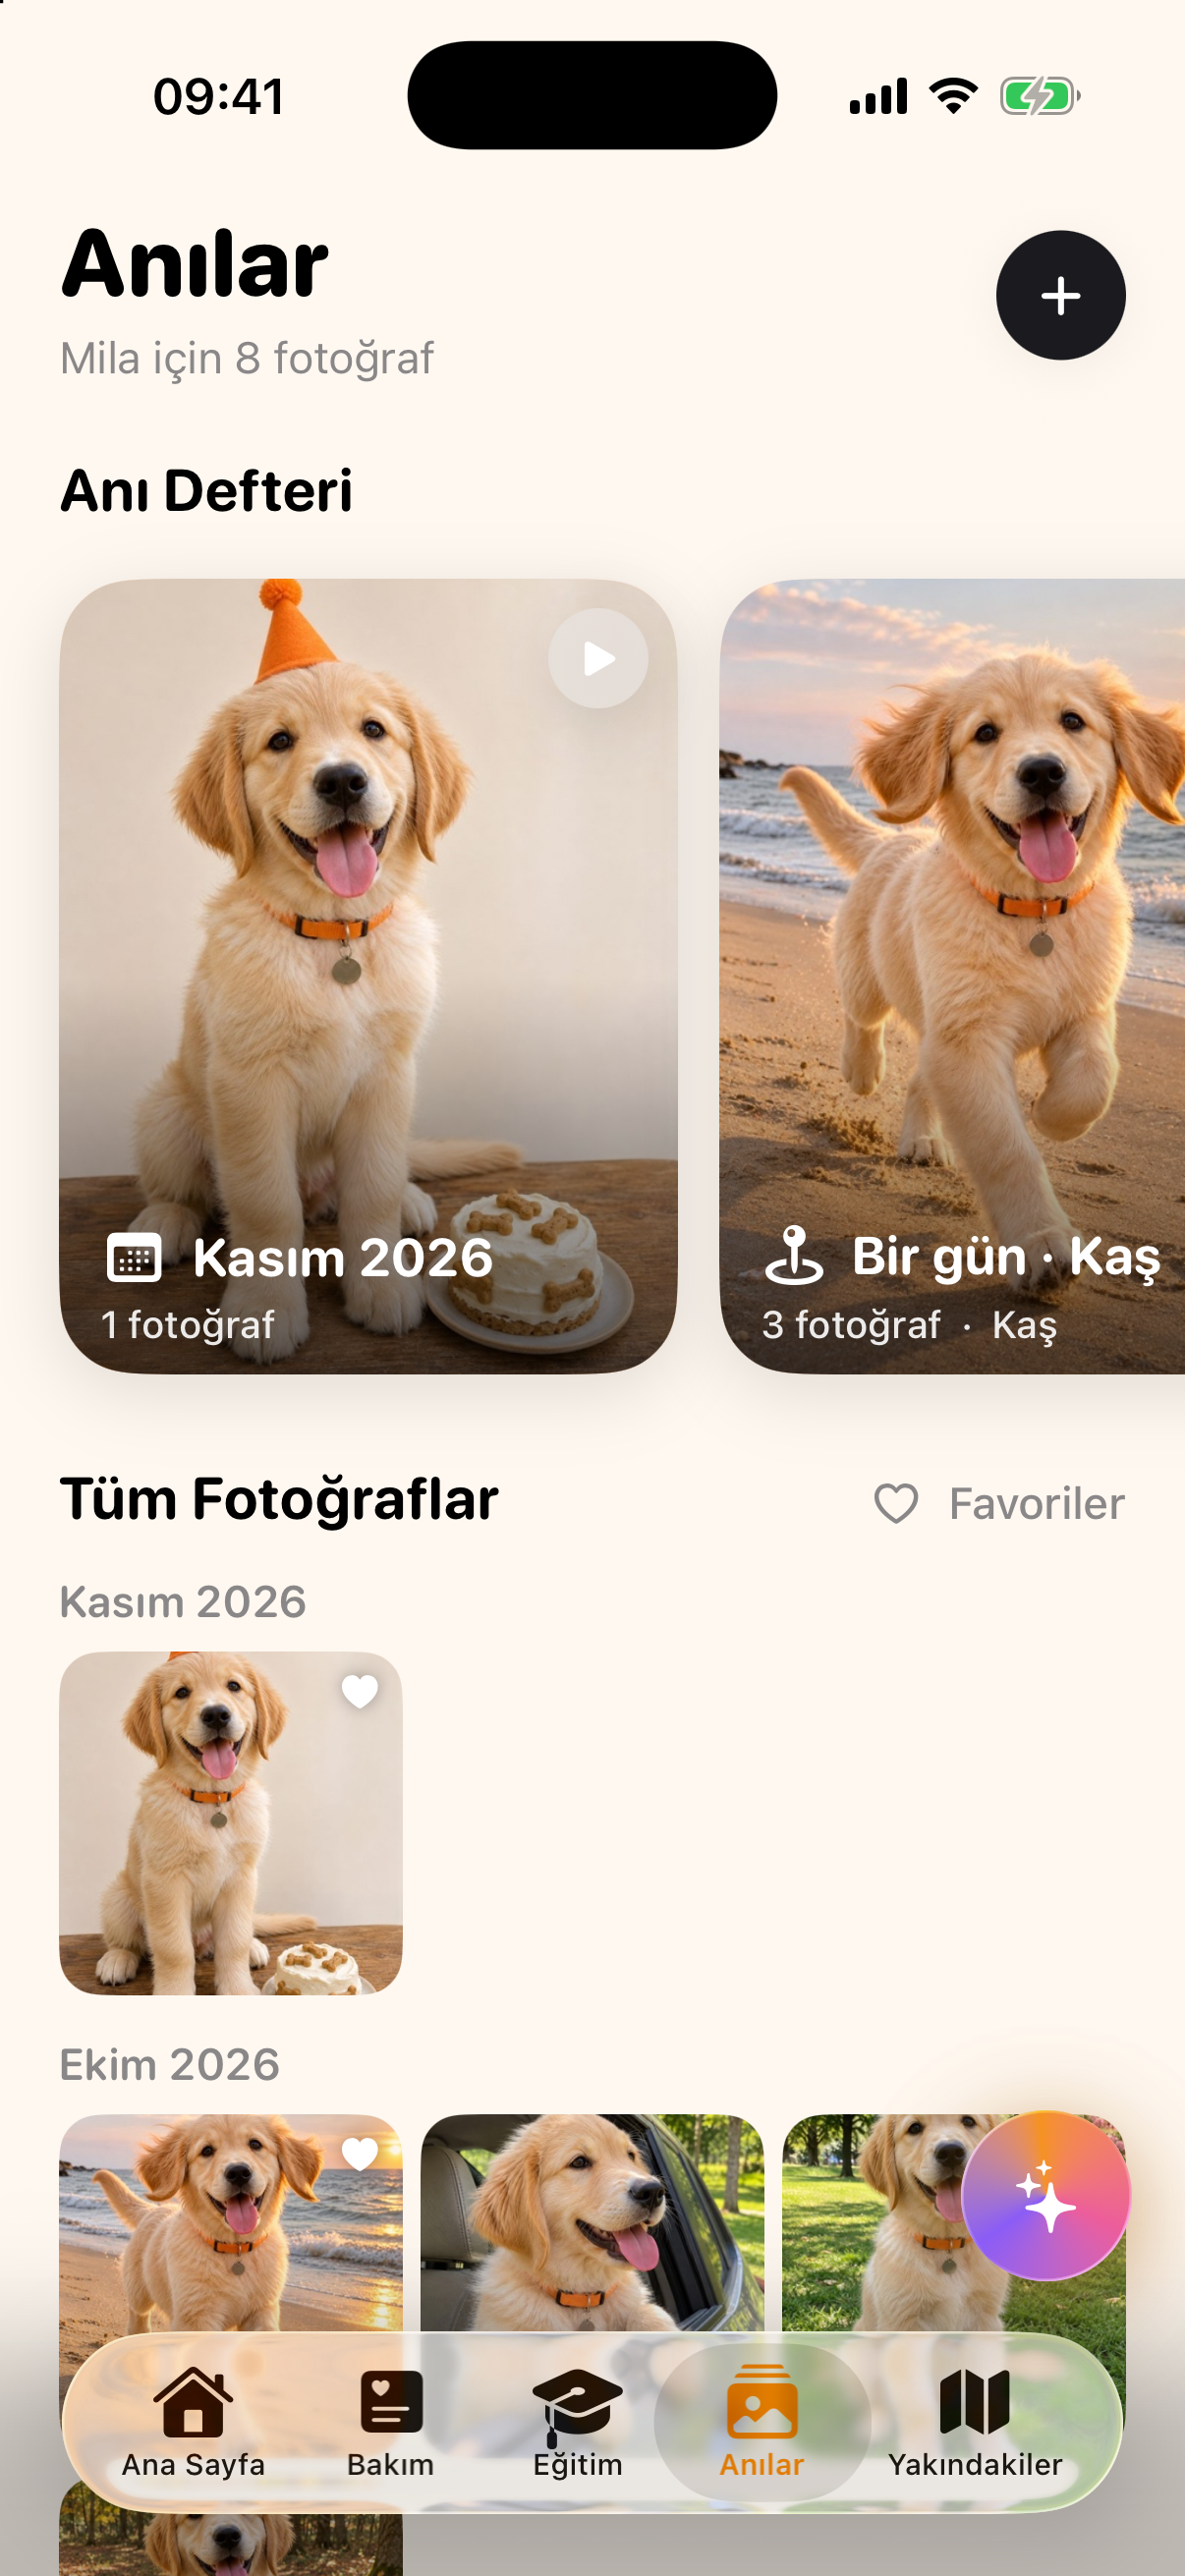 09:41
Anılar
Mila için 8 fotoğraf
Anı Defteri
Kasım 2026
1 fotoğraf
Bir gün · Kaş
3 fotoğraf · Kaş
Tüm Fotoğraflar
Favoriler
Kasım 2026
Ekim 2026
Ana Sayfa
Bakım
Eğitim
Anılar
Yakındakiler